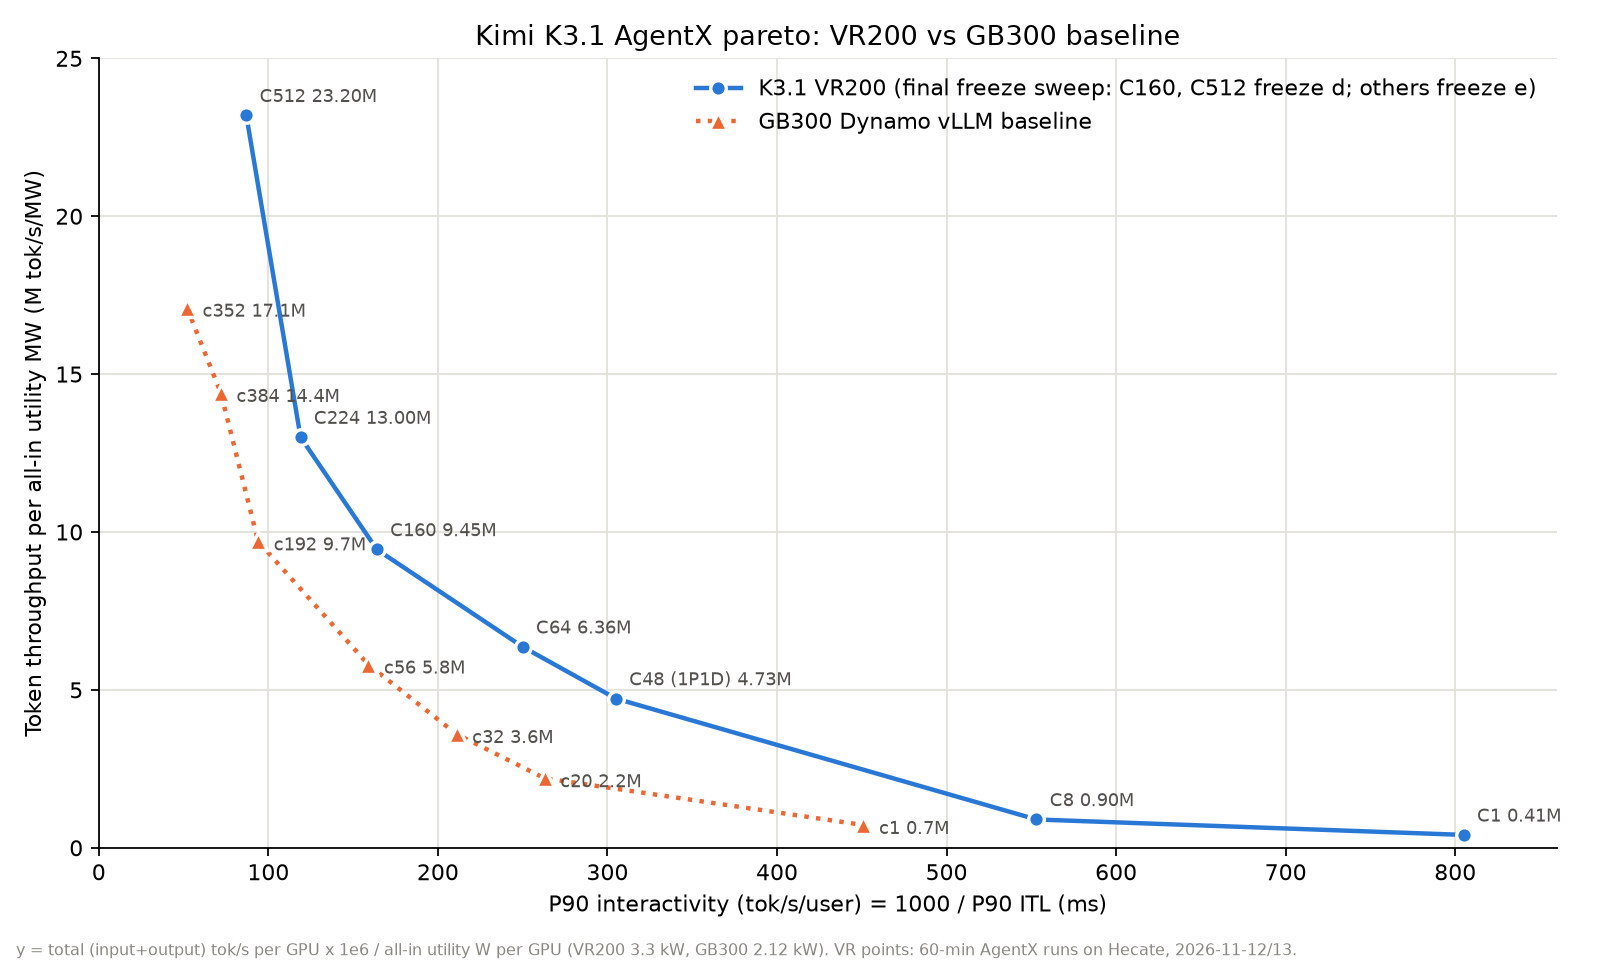 Kimi K3.1 AgentX pareto: VR200 vs GB300 baseline
K3.1 VR200 (final freeze sweep: C160, C512 freeze d; others freeze e)
GB300 Dynamo vLLM baseline
Token throughput per all-in utility MW (M tok/s/MW)
25
20
15
10
5
0
C512 23.20M
c352 17.1M
c384 14.4M
C224 13.00M
C160 9.45M
c192 9.7M
C64 6.36M
c56 5.8M
C48 (1P1D) 4.73M
c32 3.6M
c20 2.2M
C8 0.90M
c1 0.7M
C1 0.41M
0 100 200 300 400 500 600 700 800
P90 interactivity (tok/s/user) = 1000 / P90 ITL (ms)
y = total (input+output) tok/s per GPU x 1e6 / all-in utility W per GPU (VR200 3.3 kW, GB300 2.12 kW). VR points: 60-min AgentX runs on Hecate, 2026-11-12/13.